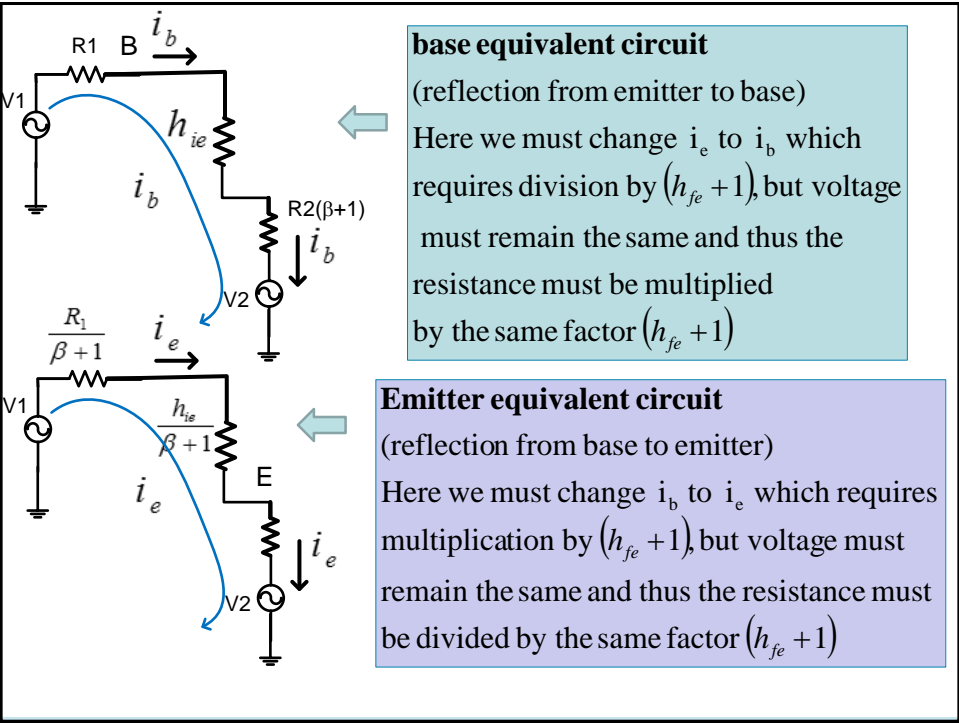 R1 B i_b
V1
h_ie
i_b
R2(β+1)
i_b
V2
base equivalent circuit
(reflection from emitter to base)
Here we must change i_e to i_b which
requires division by (h_fe + 1), but voltage
must remain the same and thus the
resistance must be multiplied
by the same factor (h_fe + 1)
R_1/β + 1 i_e
V1
h_ie/β + 1
E
i_e
i_e
V2
Emitter equivalent circuit
(reflection from base to emitter)
Here we must change i_b to i_e which requires
multiplication by (h_fe + 1), but voltage must
remain the same and thus the resistance must
be divided by the same factor (h_fe + 1)